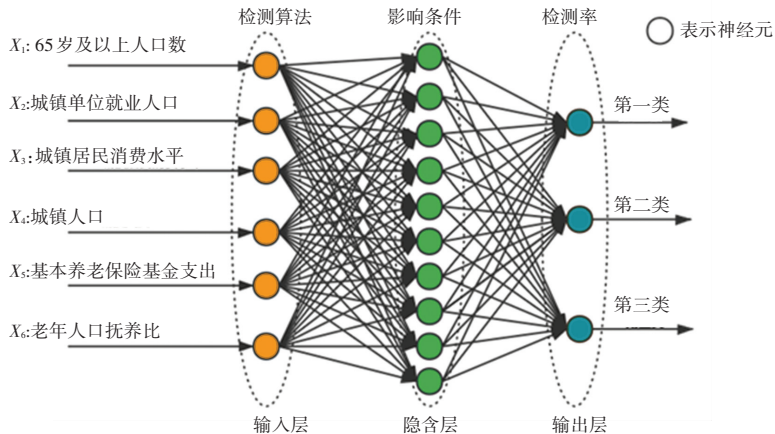 检测算法
影响条件
检测率
表示神经元
X₁: 65岁及以上人口数
X₂:城镇单位就业人口
X₃:城镇居民消费水平
X₄:城镇人口
X₅:基本养老保险基金支出
X₆:老年人口抚养比
第一类
第二类
第三类
输入层
隐含层
输出层